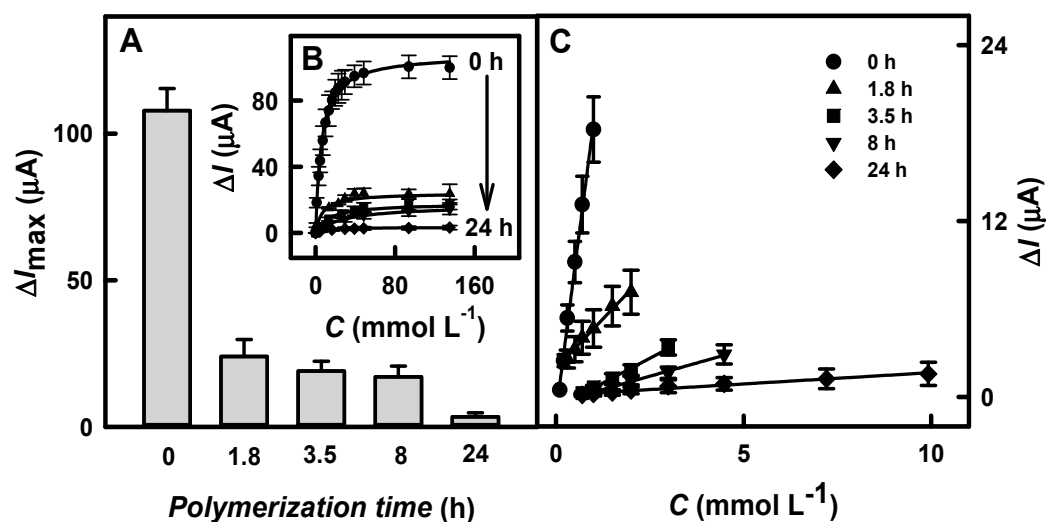 A
ΔI_max (μA)
100
50
0
0 1.8 3.5 8 24
Polymerization time (h)
B
ΔI (μA)
80
40
0
0 h
24 h
0 80 160
C (mmol L⁻¹)
C
0 h
1.8 h
3.5 h
8 h
24 h
24
12
0
ΔI (μA)
0 5 10
C (mmol L⁻¹)